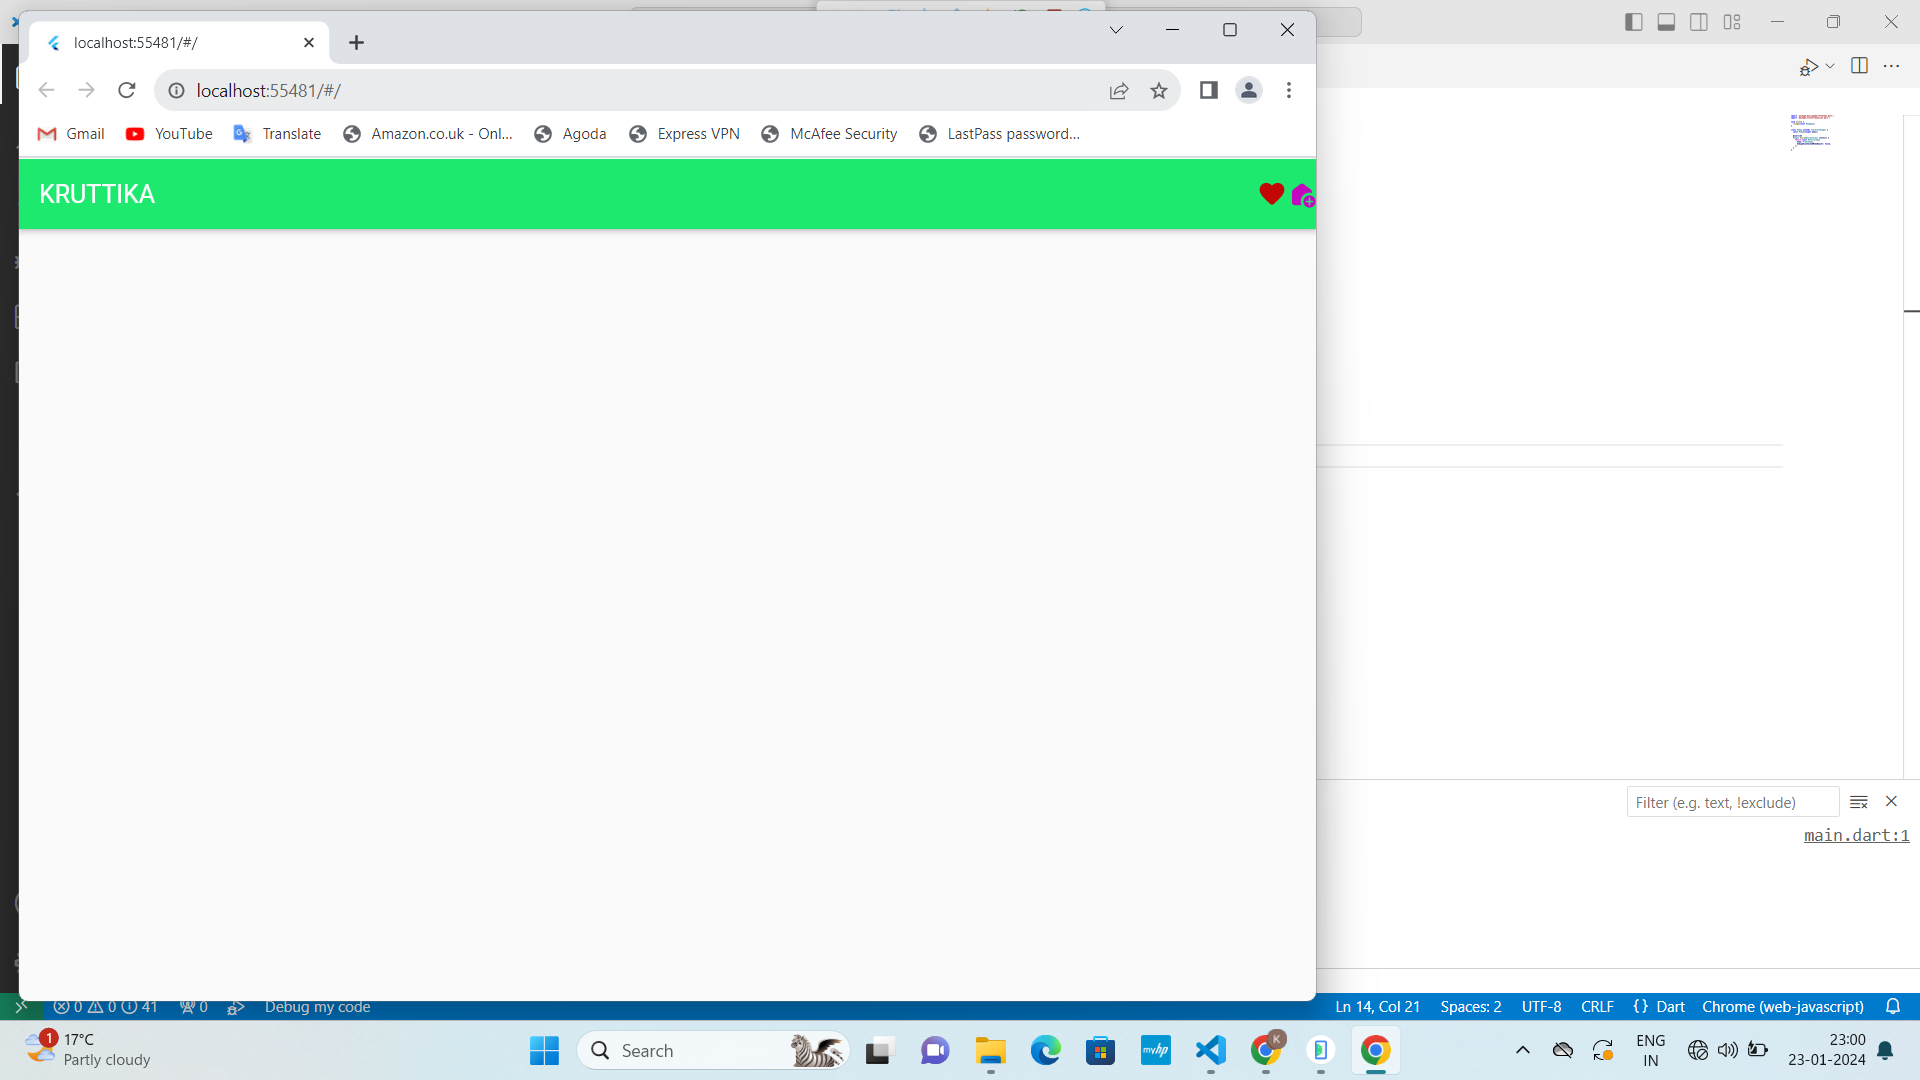 localhost:55481/#/
localhost:55481/#/
Gmail YouTube Translate Amazon.co.uk - Onl... Agoda Express VPN McAfee Security LastPass password...
KRUTTIKA
Filter (e.g. text, !exclude)
main.dart:1
0 0 41 0 Debug my code Ln 14, Col 21 Spaces: 2 UTF-8 CRLF {} Dart Chrome (web-javascript)
1 17°C
Partly cloudy
Search
myhp
K
ENG
IN
23:00
23-01-2024